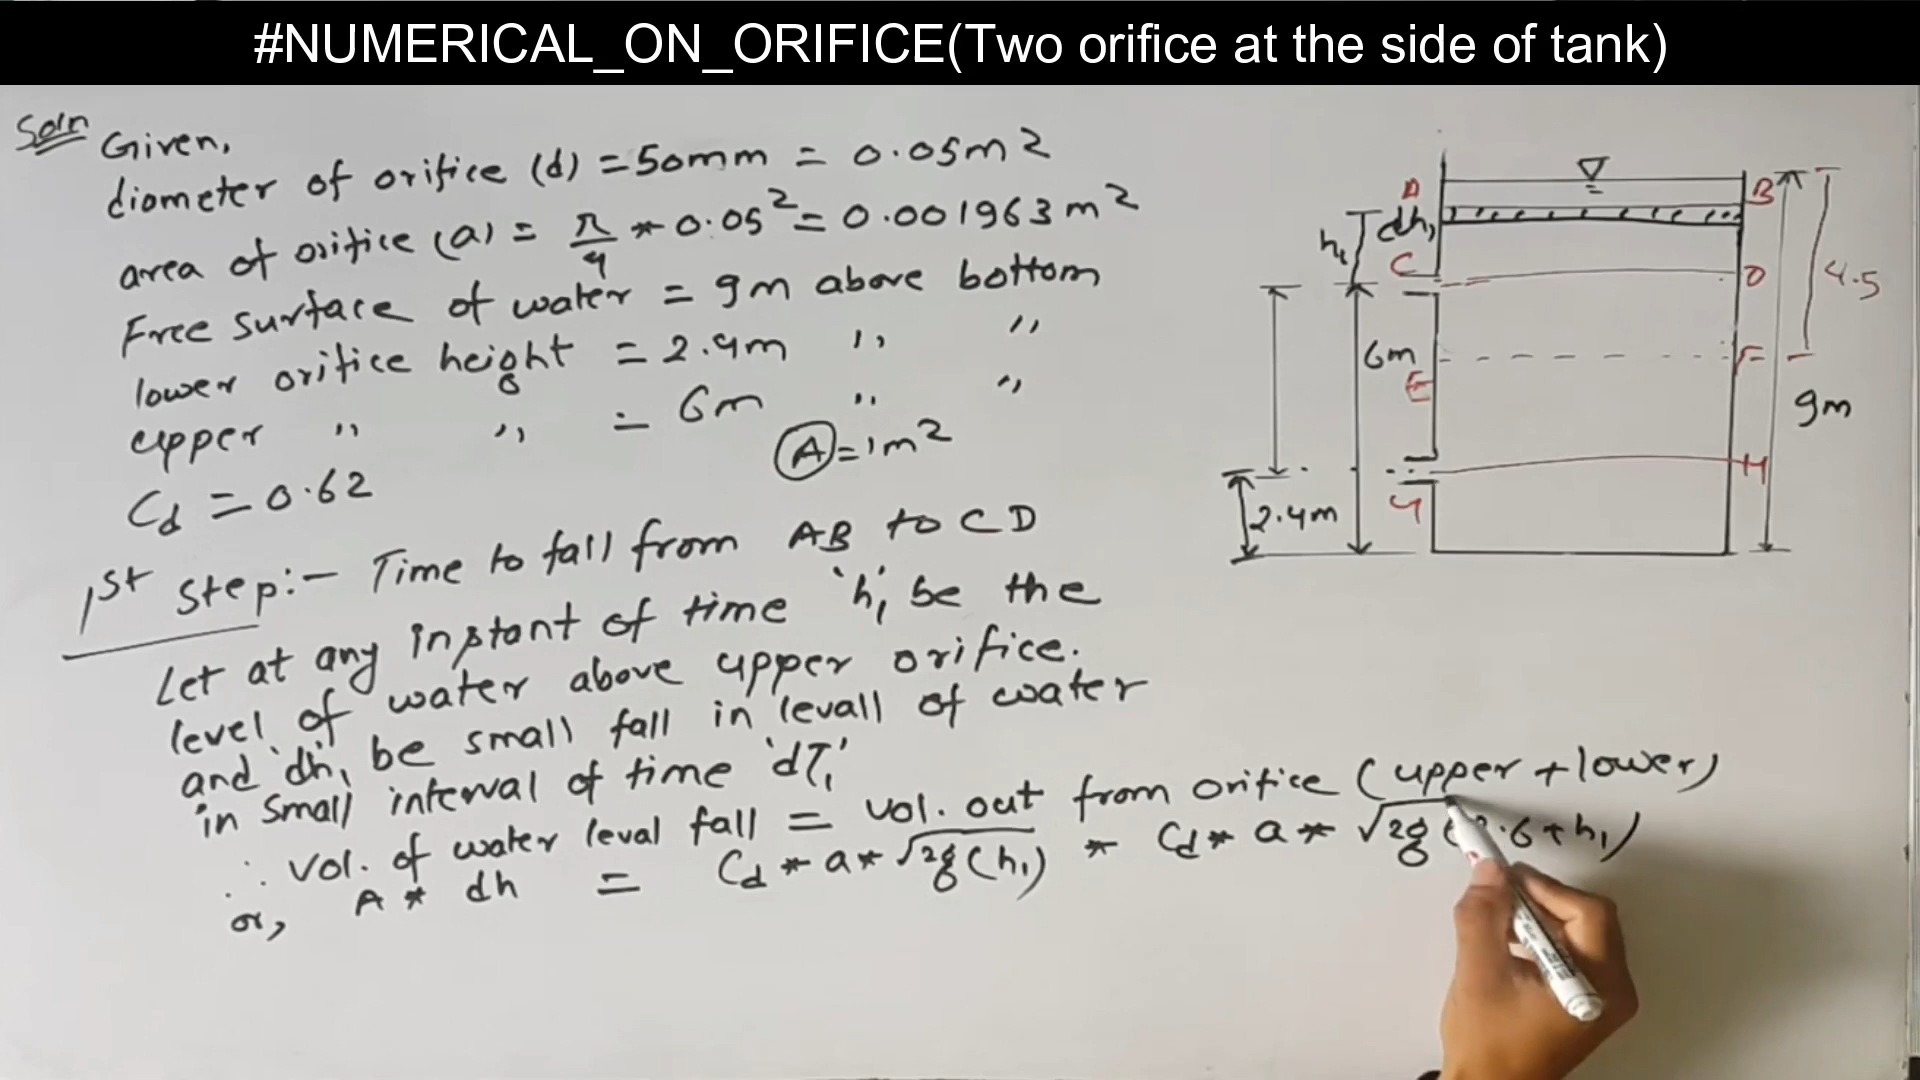 #NUMERICAL_ON_ORIFICE(Two orifice at the side of tank)
Soln Given,
diometer of orifice (d) = 50mm = 0.05m2
area of orifice (a) = π/4 * 0.05² = 0.001963 m²
Free surface of water = 9m above bottom
lower orifice height = 2.4m " "
upper " " = 6m " "
A = 1m²
Cd = 0.62
1st step:- Time to fall from AB to CD
Let at any instant of time 'h1' be the
level of water above upper orifice.
and 'dh1' be small fall in levall of water
in small interval of time 'dT1'
∴ vol. of water leval fall = vol. out from orifice (upper + lower)
or, A * dh = Cd * a * √2g(h1) * Cd * a * √2g( .6+h1)
A
B
dh1
h1
C
D
4.5
6m
F
E
9m
H
G
2.4m